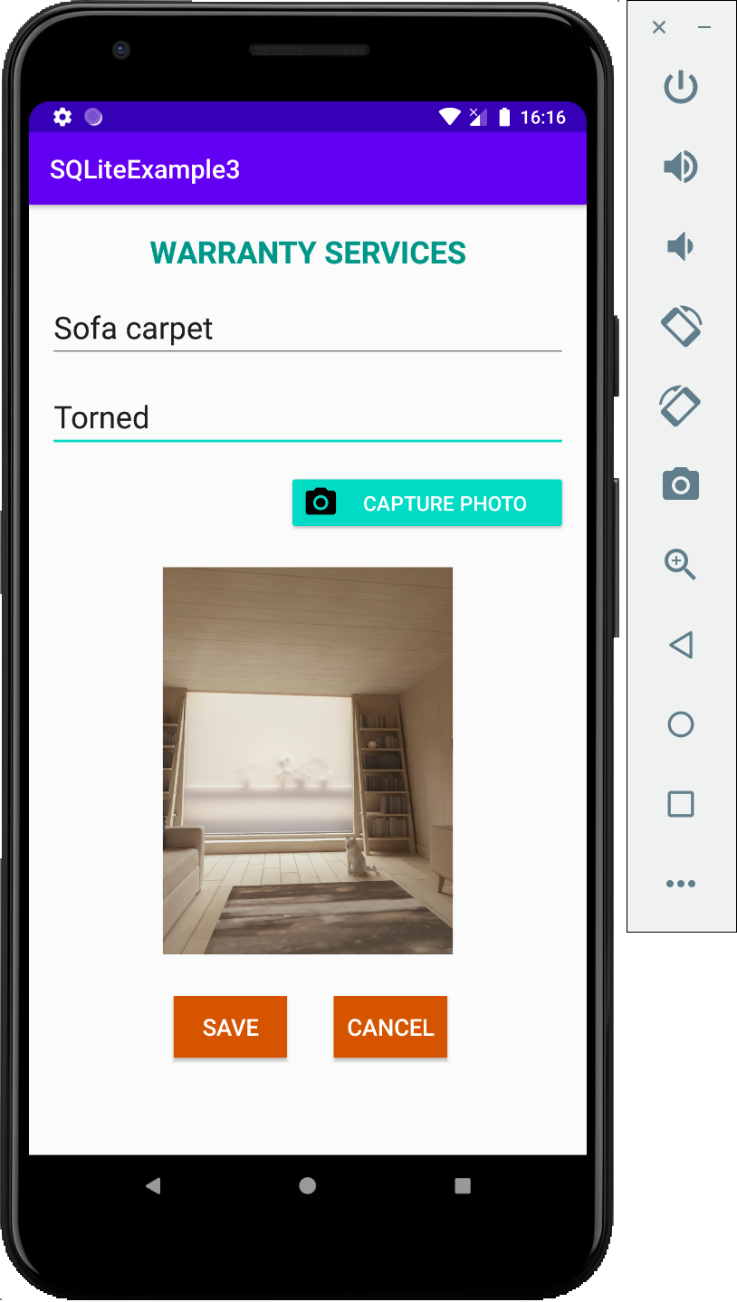 16:16
SQLiteExample3
WARRANTY SERVICES
Sofa carpet
Torned
CAPTURE PHOTO
SAVE CANCEL